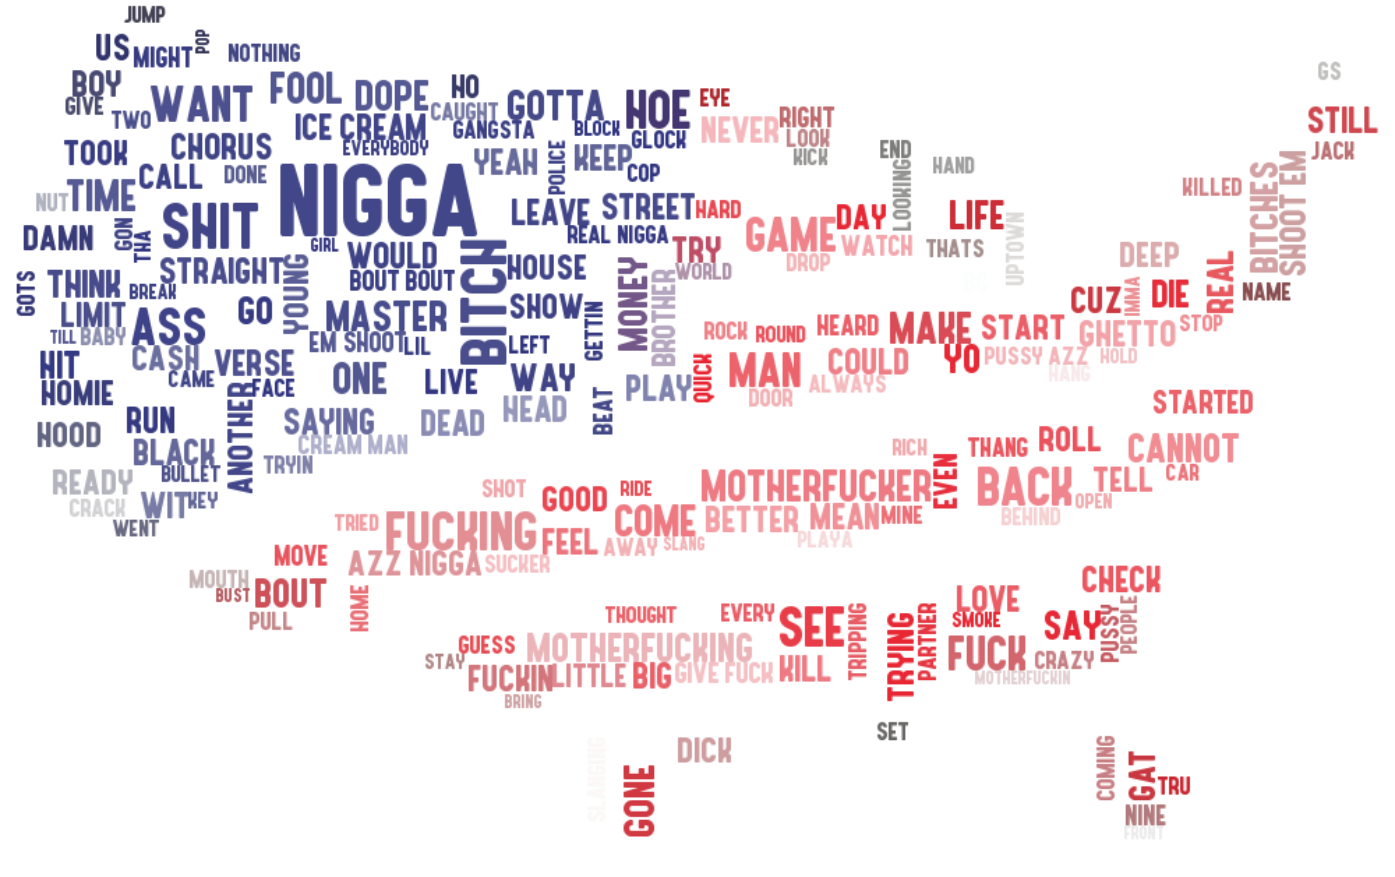 JUMP
US MIGHT POP NOTHING
BOY FOOL DOPE HO GS
GIVE TWO WANT CAUGHT GOTTA HOE EYE
ICE CREAM GANGSTA BLOCK GLOCK NEVER RIGHT STILL
TOOK CHORUS EVERYBODY LOOK JACK
YEAH POLICE KEEP COP KICK END HAND
CALL DONE NIGGA LOOKING KILLED BITCHES SHOOT EM
NUT TIME LEAVE STREET HARD DAY LIFE
DAMN GON THA SHIT GIRL REAL NIGGA TRY GAME WATCH THATS UPTOWN
WOULD BITCH HOUSE WORLD DROP DEEP
GOTS THINK STRAIGHT YOUNG BOUT BOUT MONEY BROTHER REAL
BREAK GO SHOW CUZ IMMA DIE NAME
LIMIT ASS MASTER GETTIN ROCK ROUND HEARD MAKE START GHETTO STOP
TILL BABY EM SHOOT LIL LEFT
CASH VERSE COULD YO PUSSY AZZ HOLD
HIT CAME FACE ONE LIVE WAY QUICK MAN ALWAYS HANG
HOMIE ANOTHER BEAT PLAY DOOR
RUN SAYING DEAD HEAD STARTED
HOOD BLACK CREAM MAN RICH THANG ROLL CANNOT
BULLET TRYIN EVEN TELL CAR
READY WIT KEY SHOT GOOD RIDE MOTHERFUCKER BACK OPEN
CRACK
WENT TRIED FUCKING COME BETTER MEAN MINE BEHIND
FEEL AWAY SLANG PLAYA
MOVE AZZ NIGGA SUCKER
MOUTH BUST BOUT HOME CHECK
PULL THOUGHT EVERY SEE TRIPPING TRYING PARTNER LOVE SMOKE SAY PUSSY PEOPLE
GUESS MOTHERFUCKING FUCK
STAY FUCKIN LITTLE BIG GIVE FUCK KILL CRAZY
BRING MOTHERFUCKIN
SET
SLANGING DICK
GONE COMING GAT TRU
NINE
FRONT